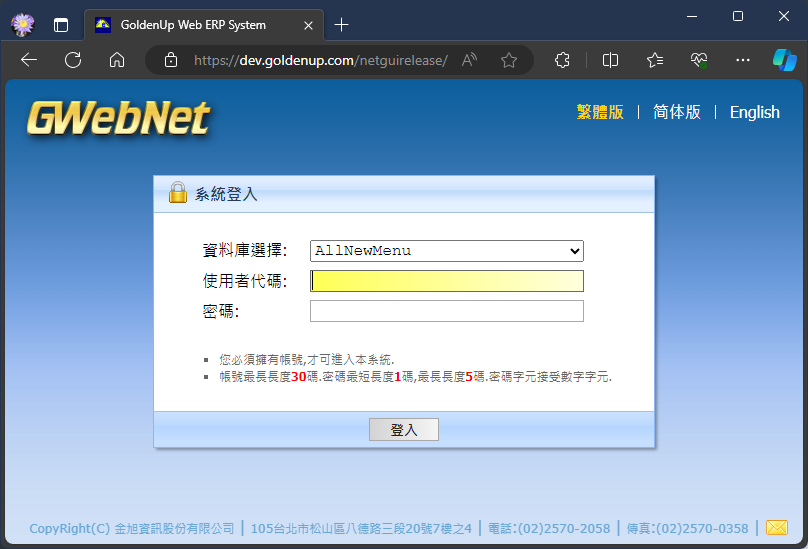 GoldenUp Web ERP System
https://dev.goldenup.com/netguirelease/
GWebNet
繁體版 | 简体版 | English
系統登入
資料庫選擇:
AllNewMenu
使用者代碼:
密碼:
您必須擁有帳號,才可進入本系統.
帳號最長長度30碼.密碼最短長度1碼,最長長度5碼.密碼字元接受數字字元.
登入
CopyRight(C) 金旭資訊股份有限公司 | 105台北市松山區八德路三段20號7樓之4 | 電話:(02)2570-2058 | 傳真:(02)2570-0358 |